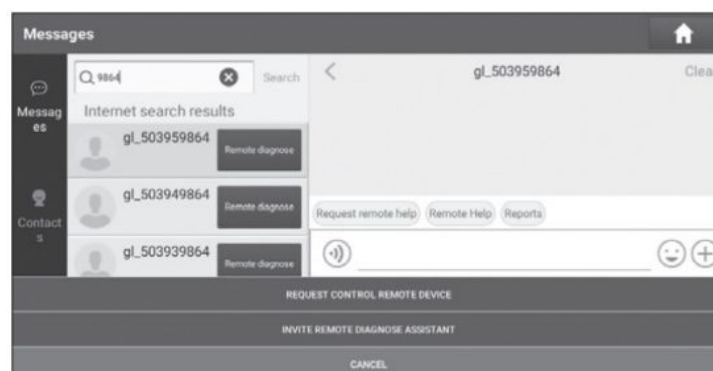 Messages
9864
Search
Internet search results
gl_503959864
Remote diagnose
gl_503949864
Remote diagnose
gl_503939864
Remote diagnose
Messag
es
Contact
s
gl_503959864
Clea
Request remote help
Remote Help
Reports
REQUEST CONTROL REMOTE DEVICE
INVITE REMOTE DIAGNOSE ASSISTANT
CANCEL